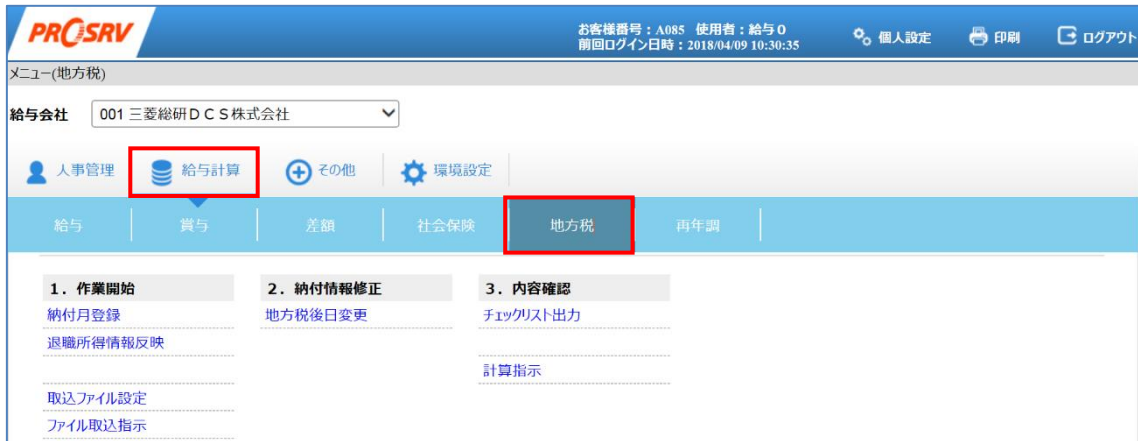 PROSRV
お客様番号：A085 使用者：給与０
前回ログイン日時：2018/04/09 10:30:35
個人設定
印刷
ログアウト
メニュー(地方税)
給与会社 001 三菱総研ＤＣＳ株式会社
人事管理 給与計算 その他 環境設定
給与 賞与 差額 社会保険 地方税 再年調
１．作業開始 ２．納付情報修正 ３．内容確認
納付月登録 地方税後日変更 チェックリスト出力
退職所得情報反映
計算指示
取込ファイル設定
ファイル取込指示